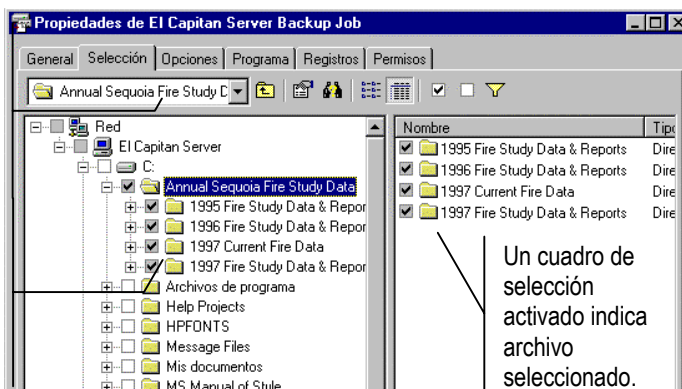 Propiedades de El Capitan Server Backup Job
General Selección Opciones Programa Registros Permisos
Annual Sequoia Fire Study D
Red
El Capitan Server
C:
Annual Sequoia Fire Study Data
1995 Fire Study Data & Repor
1996 Fire Study Data & Repor
1997 Current Fire Data
1997 Fire Study Data & Repor
Archivos de programa
Help Projects
HPFONTS
Message Files
Mis documentos
MS Manual of Style
Nombre Tipo
1995 Fire Study Data & Reports Dire
1996 Fire Study Data & Reports Dire
1997 Current Fire Data Dire
1997 Fire Study Data & Reports Dire
Un cuadro de
selección
activado indica
archivo
seleccionado.